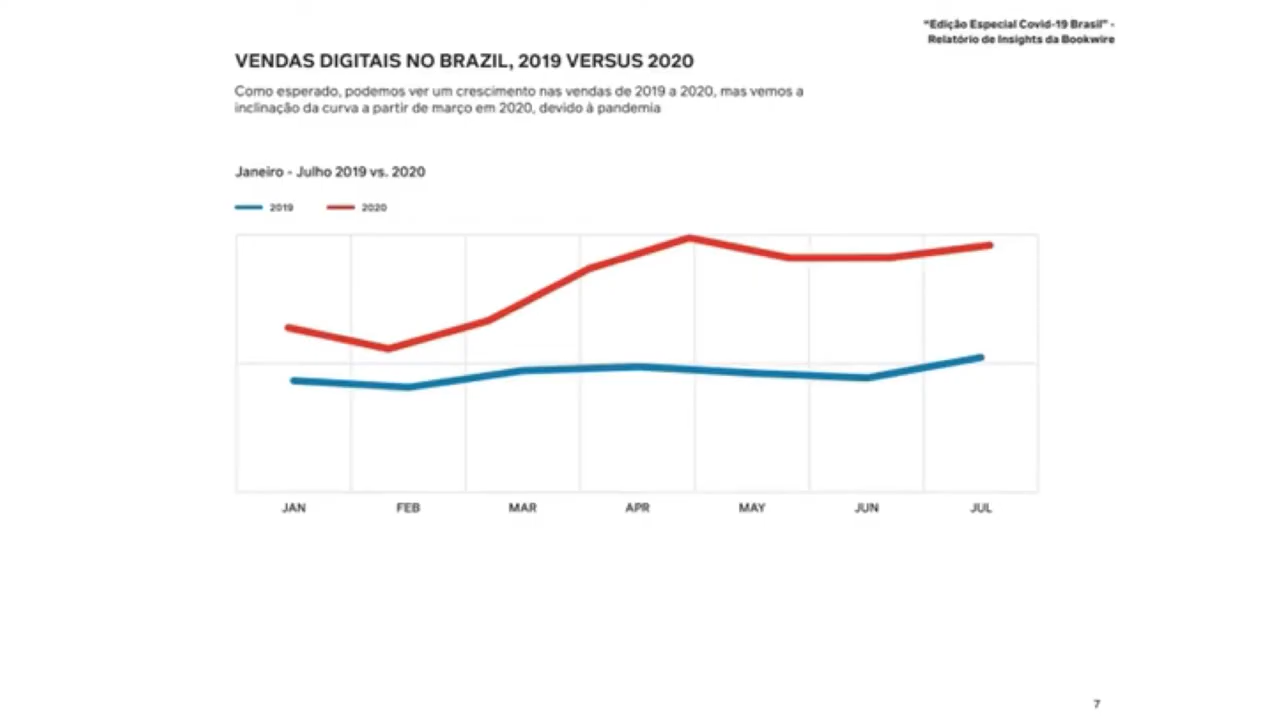 “Edição Especial Covid-19 Brasil” -
Relatório de Insights da Bookwire
VENDAS DIGITAIS NO BRAZIL, 2019 VERSUS 2020
Como esperado, podemos ver um crescimento nas vendas de 2019 a 2020, mas vemos a
inclinação da curva a partir de março em 2020, devido à pandemia
Janeiro - Julho 2019 vs. 2020
2019 2020
JAN FEB MAR APR MAY JUN JUL
7